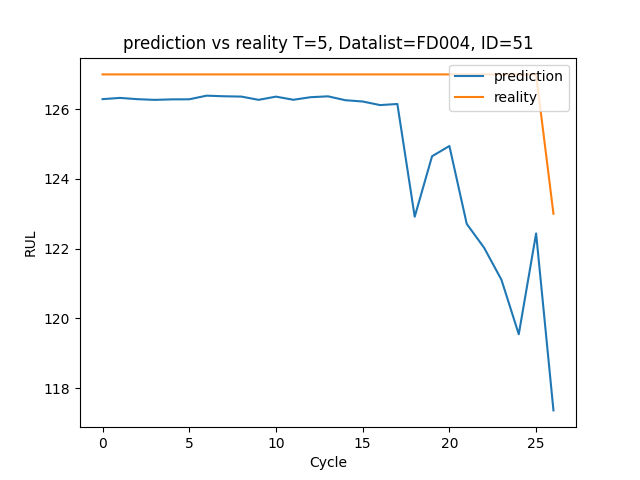 prediction vs reality T=5, Datalist=FD004, ID=51
prediction
reality
126
124
122
120
118
RUL
0 5 10 15 20 25
Cycle